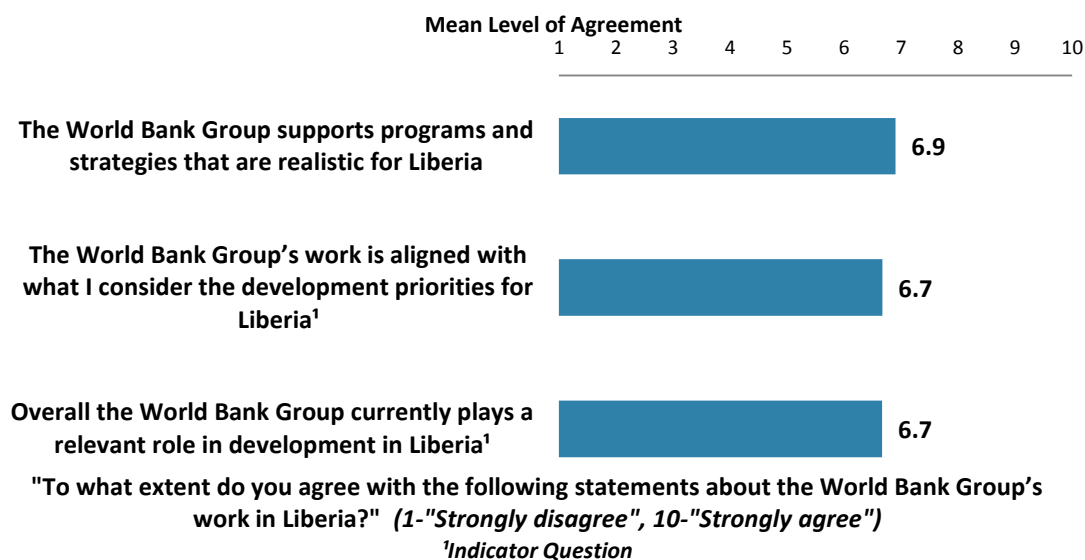 Mean Level of Agreement
1 2 3 4 5 6 7 8 9 10
The World Bank Group supports programs and
strategies that are realistic for Liberia
6.9
The World Bank Group’s work is aligned with
what I consider the development priorities for
Liberia¹
6.7
Overall the World Bank Group currently plays a
relevant role in development in Liberia¹
6.7
"To what extent do you agree with the following statements about the World Bank Group’s
work in Liberia?" (1-"Strongly disagree", 10-"Strongly agree")
¹Indicator Question